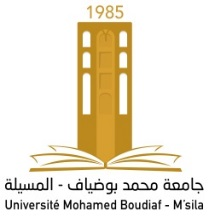 1985
جامعة محمد بوضياف - المسيلة
Université Mohamed Boudiaf - M'sila